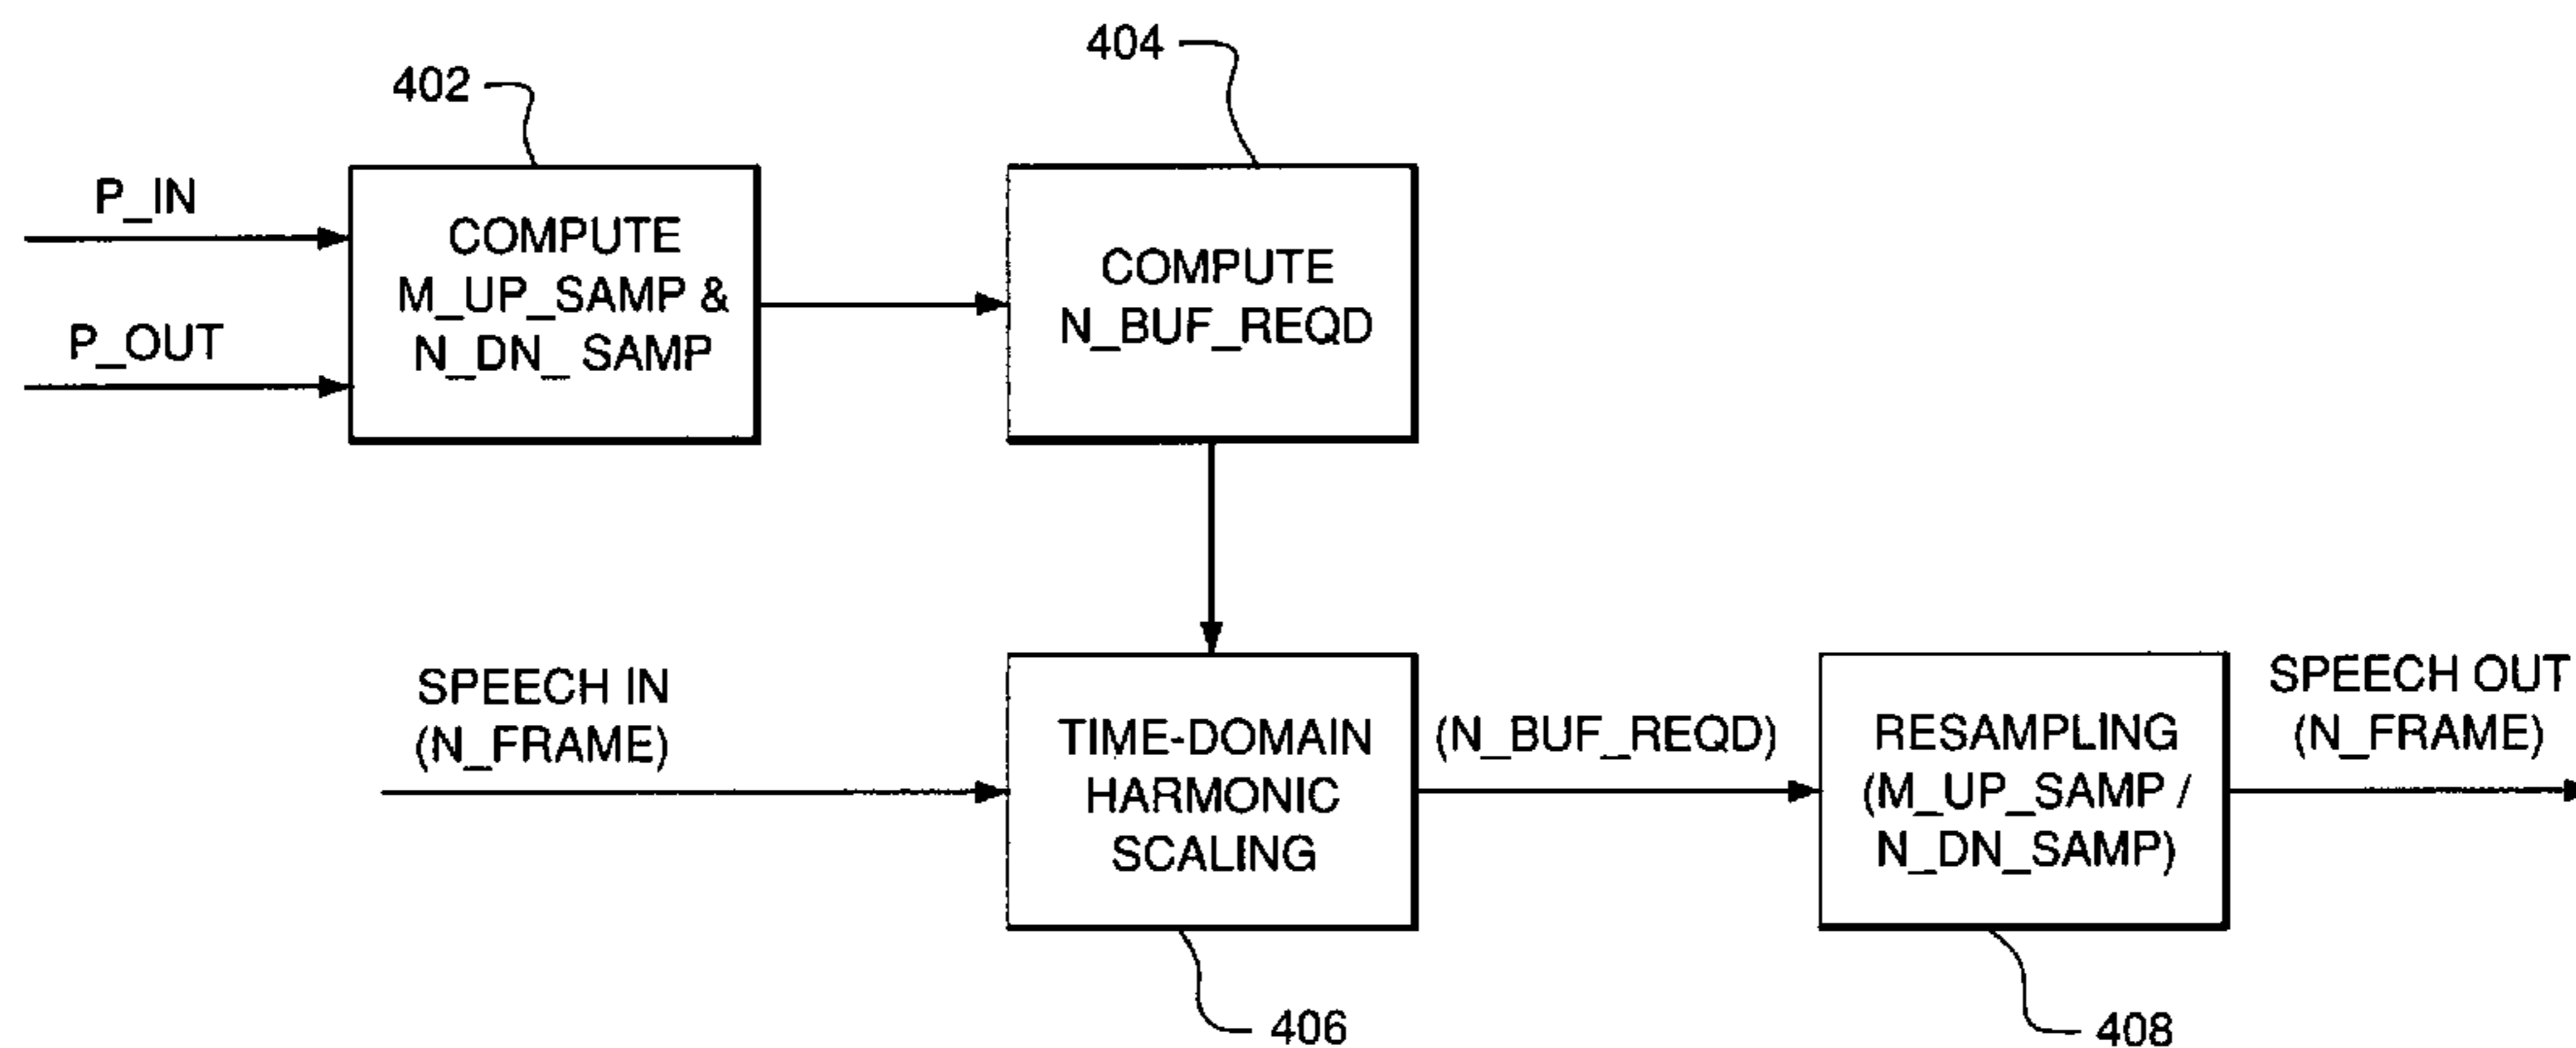 404
402
P_IN
P_OUT
COMPUTE
M_UP_SAMP &
N_DN_ SAMP
COMPUTE
N_BUF_REQD
SPEECH IN
(N_FRAME)
TIME-DOMAIN
HARMONIC
SCALING
(N_BUF_REQD)
RESAMPLING
(M_UP_SAMP /
N_DN_SAMP)
SPEECH OUT
(N_FRAME)
406
408